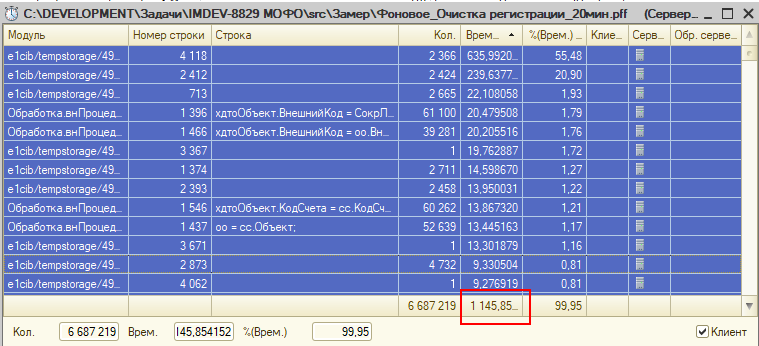 C:\DEVELOPMENT\Задачи\IMDEV-8829 МОФО\src\Замер\Фоновое_Очистка регистрации_20мин.pff (Сервер...
Модуль Номер строки Строка Кол. Врем... %(Врем.) ... Клие... Серв... Обр. серве...
e1cib/tempstorage/49... 4 118 2 366 635,9920... 55,48
e1cib/tempstorage/49... 2 412 2 424 239,6377... 20,90
e1cib/tempstorage/49... 713 2 665 22,108058 1,93
Обработка.внПроцед... 1 396 хдтоОбъект.ВнешнийКод = СокрЛ... 61 100 20,479508 1,79
Обработка.внПроцед... 1 466 хдтоОбъект.ВнешнийКод = оо.Вн... 39 281 20,205516 1,76
e1cib/tempstorage/49... 3 367 1 19,762887 1,72
e1cib/tempstorage/49... 1 374 2 711 14,598670 1,27
e1cib/tempstorage/49... 2 393 2 458 13,950031 1,22
Обработка.внПроцед... 1 546 хдтоОбъект.КодСчета = сс.КодСч... 60 262 13,867320 1,21
Обработка.внПроцед... 1 437 оо = сс.Объект; 52 639 13,445163 1,17
e1cib/tempstorage/49... 3 671 1 13,301879 1,16
e1cib/tempstorage/49... 2 873 4 732 9,330504 0,81
e1cib/tempstorage/49... 4 062 1 9,276919 0,81
6 687 219 1 145,85... 99,95
Кол. 6 687 219 Врем. 145,854152 %(Врем.) 99,95 Клиент